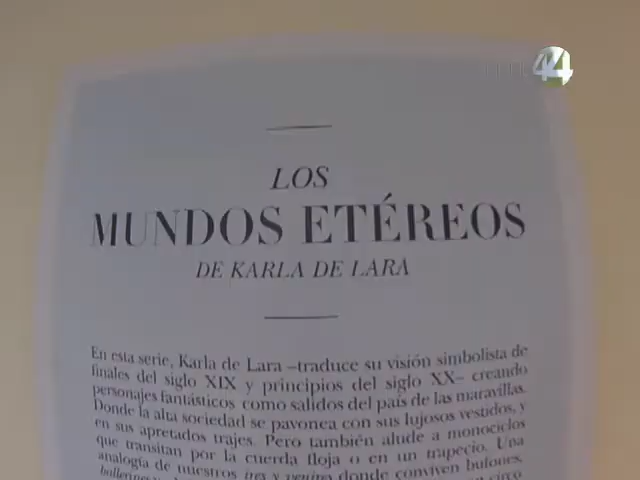 44
LOS
MUNDOS ETÉREOS
DE KARLA DE LARA
En esta serie, Karla de Lara –traduce su visión simbolista de
finales del siglo XIX y principios del siglo XX– creando
personajes fantásticos como salidos del país de las maravillas.
Donde la alta sociedad se pavonea con sus lujosos vestidos, y
en sus apretados trajes. Pero también alude a monociclos
que transitan por la cuerda floja o en un trapecio. Una
analogía de nuestros donde conviven bufones,